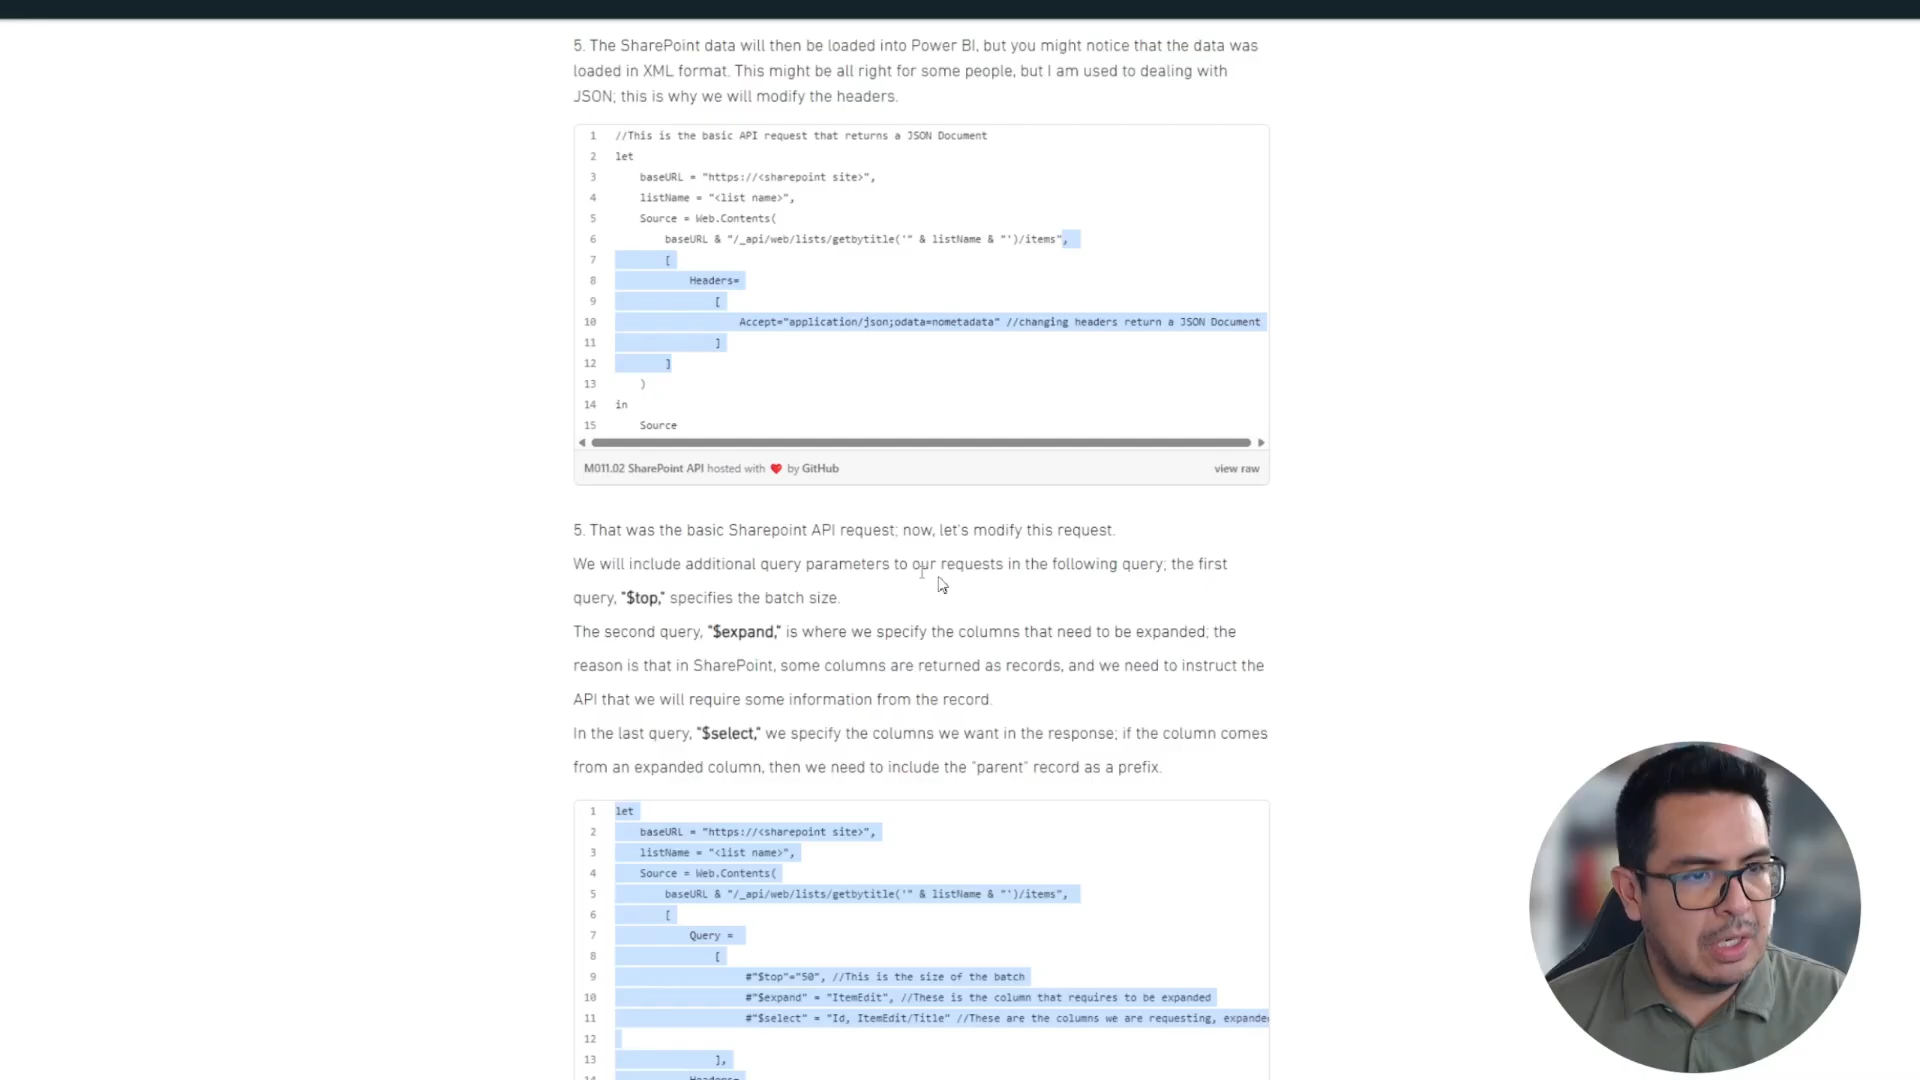 5. The SharePoint data will then be loaded into Power BI, but you might notice that the data was
loaded in XML format. This might be all right for some people, but I am used to dealing with
JSON; this is why we will modify the headers.
1 //This is the basic API request that returns a JSON Document
2 let
3 baseURL = "https://<sharepoint site>",
4 listName = "<list name>",
5 Source = Web.Contents(
6 baseURL & "/_api/web/lists/getbytitle('" & listName & "')/items",
7 [
8 Headers=
9 [
10 Accept="application/json;odata=nometadata" //changing headers return a JSON Document
11 ]
12 ]
13 )
14 in
15 Source
M011.02 SharePoint API hosted with ❤ by GitHub view raw
5. That was the basic Sharepoint API request; now, let's modify this request.
We will include additional query parameters to our requests in the following query; the first
query, "$top," specifies the batch size.
The second query, "$expand," is where we specify the columns that need to be expanded; the
reason is that in SharePoint, some columns are returned as records, and we need to instruct the
API that we will require some information from the record.
In the last query, "$select," we specify the columns we want in the response; if the column comes
from an expanded column, then we need to include the "parent" record as a prefix.
1 let
2 baseURL = "https://<sharepoint site>",
3 listName = "<list name>",
4 Source = Web.Contents(
5 baseURL & "/_api/web/lists/getbytitle('" & listName & "')/items",
6 [
7 Query =
8 [
9 #"$top"="50", //This is the size of the batch
10 #"$expand" = "ItemEdit", //These is the column that requires to be expanded
11 #"$select" = "Id, ItemEdit/Title" //These are the columns we are requesting, expande
12
13 ],
14 Headers=